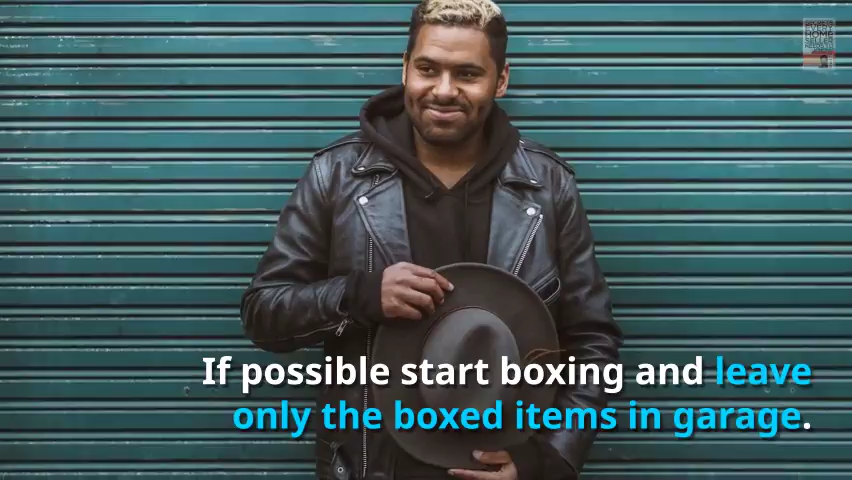 If possible start boxing and leave
only the boxed items in garage.